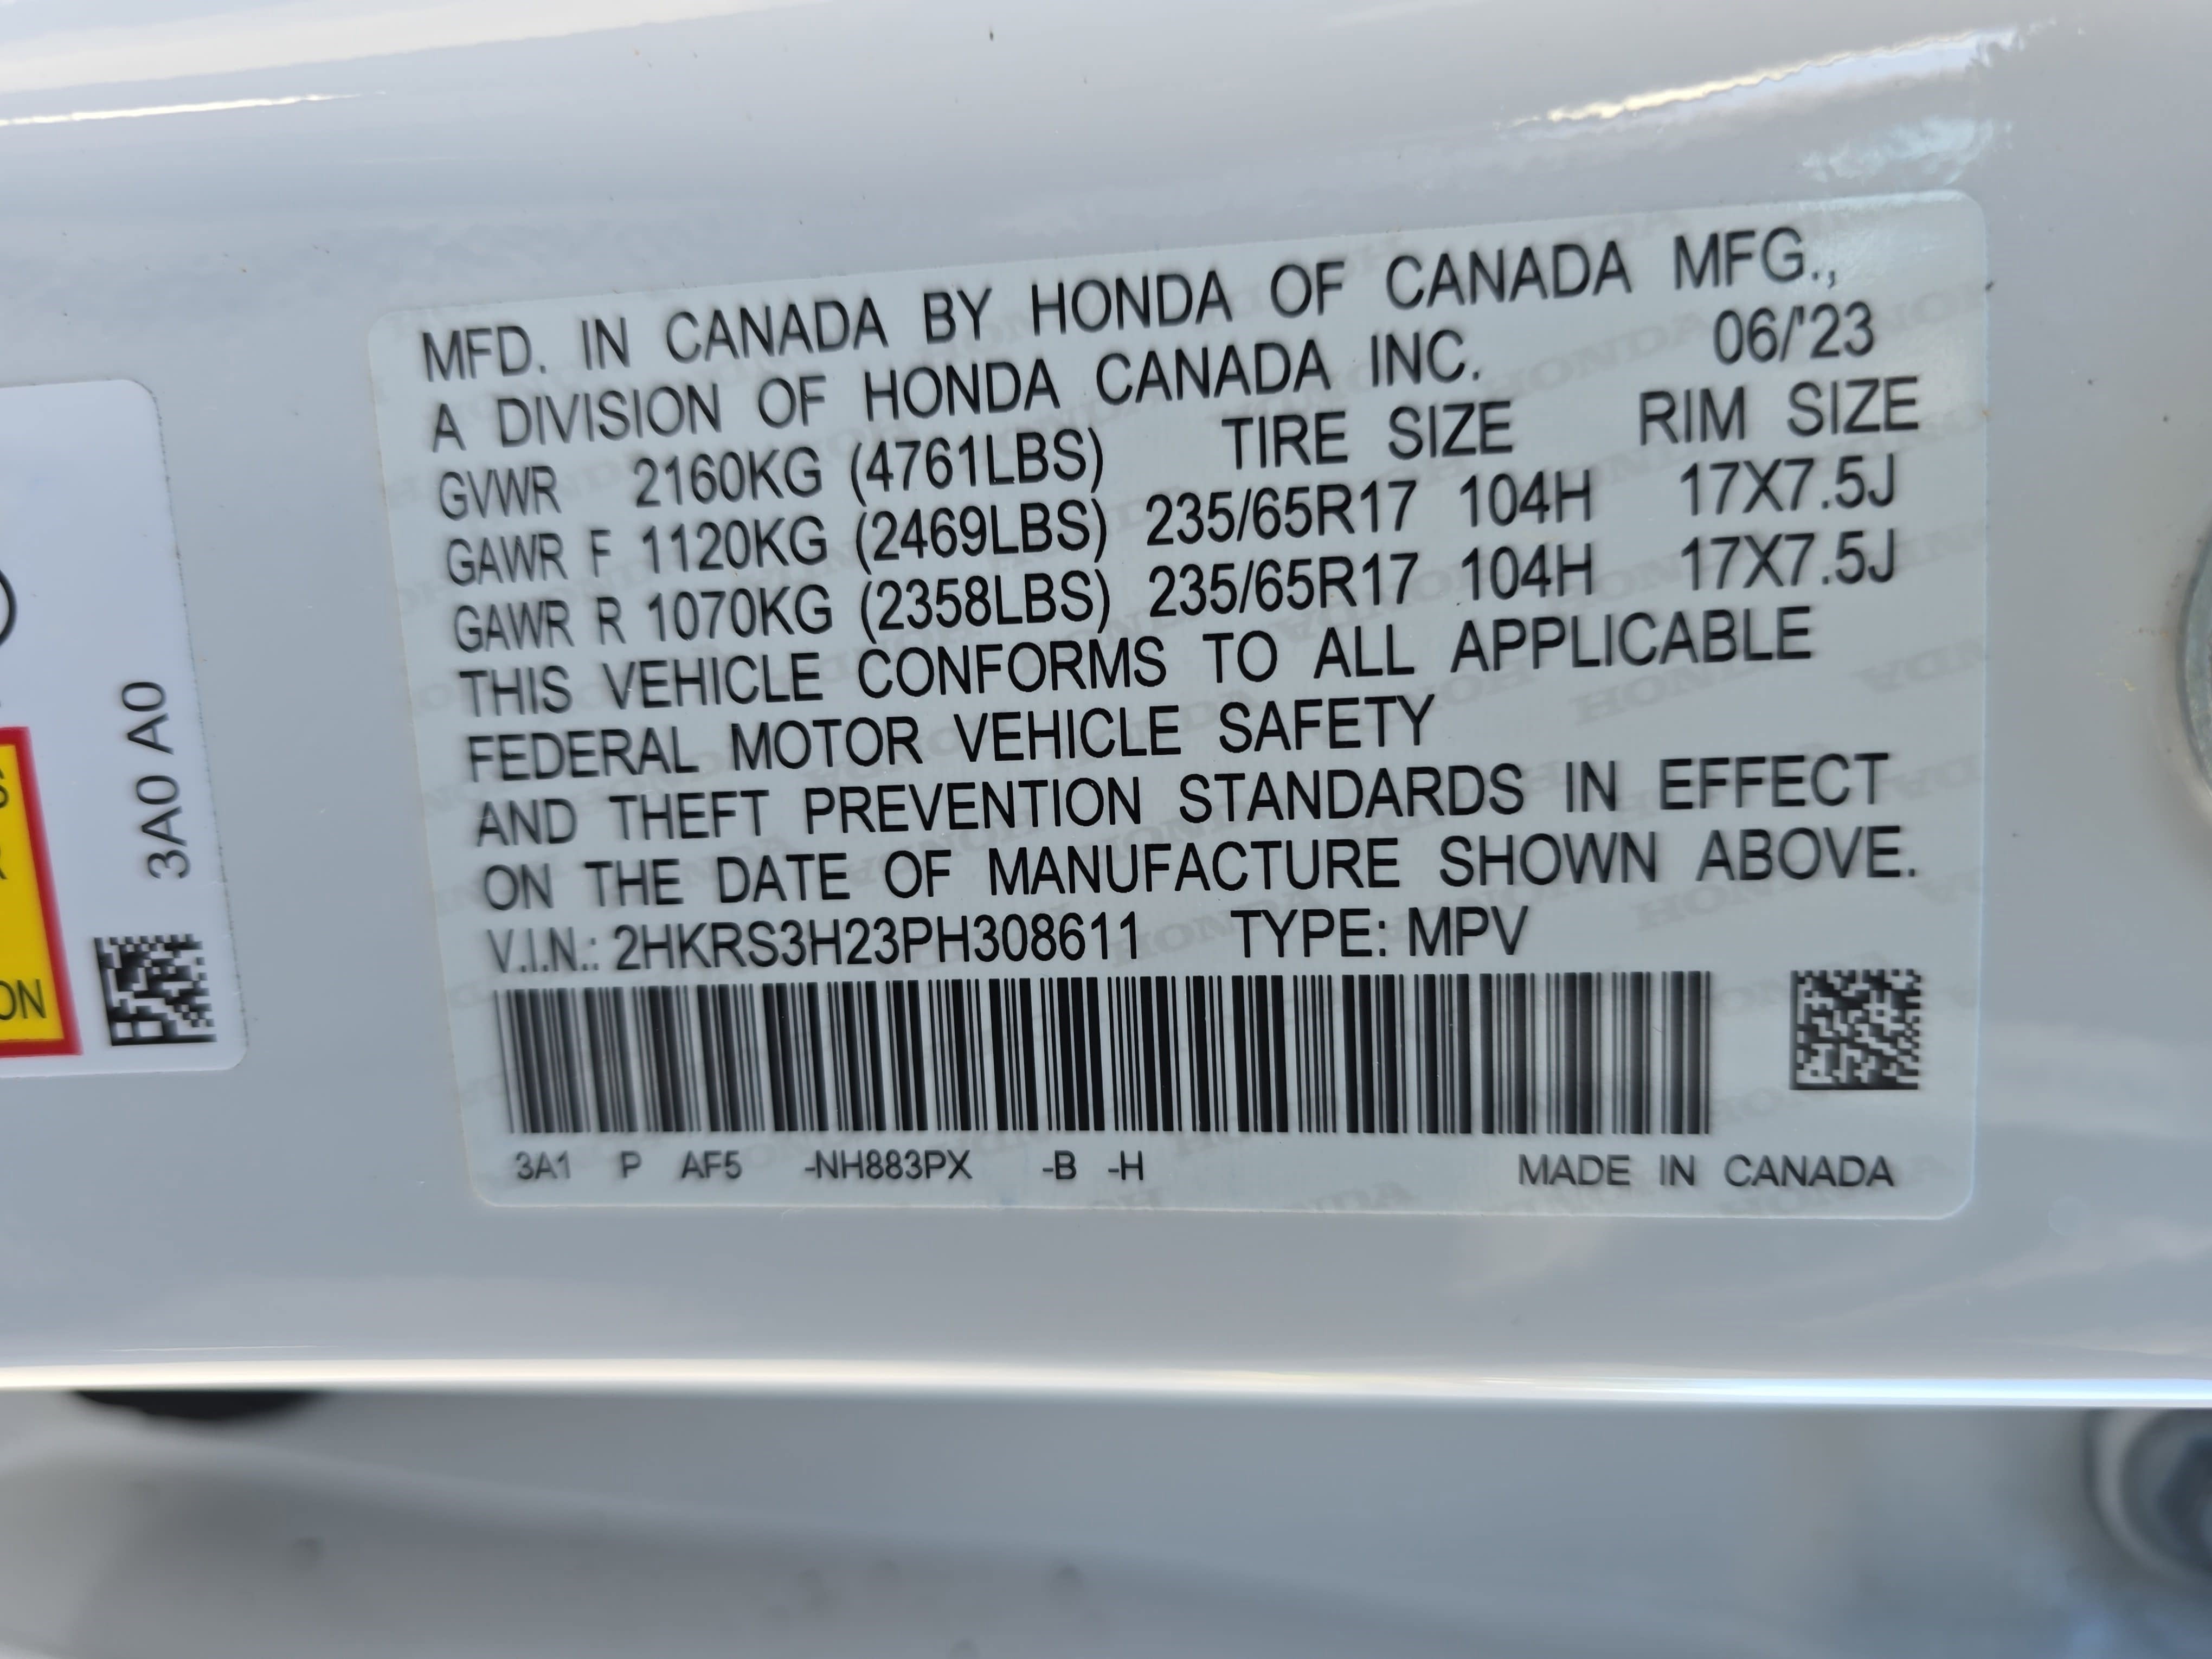 MFD. IN CANADA BY HONDA OF CANADA MFG.,
A DIVISION OF HONDA CANADA INC. 06/'23
GVWR 2160KG (4761LBS) TIRE SIZE RIM SIZE
GAWR F 1120KG (2469LBS) 235/65R17 104H 17X7.5J
GAWR R 1070KG (2358LBS) 235/65R17 104H 17X7.5J
THIS VEHICLE CONFORMS TO ALL APPLICABLE
FEDERAL MOTOR VEHICLE SAFETY
AND THEFT PREVENTION STANDARDS IN EFFECT
ON THE DATE OF MANUFACTURE SHOWN ABOVE.
V.I.N.: 2HKRS3H23PH308611 TYPE: MPV
3A1 P AF5 -NH883PX -B -H MADE IN CANADA
3A0 A0